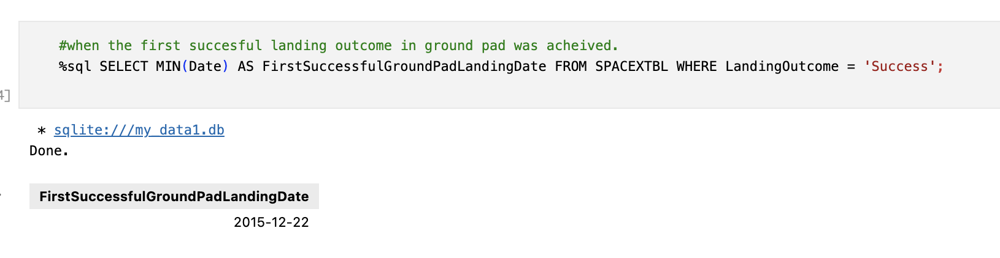 #when the first succesful landing outcome in ground pad was acheived.
%sql SELECT MIN(Date) AS FirstSuccessfulGroundPadLandingDate FROM SPACEXTBL WHERE LandingOutcome = 'Success';
4]
* sqlite:///my_data1.db
Done.
FirstSuccessfulGroundPadLandingDate
2015-12-22